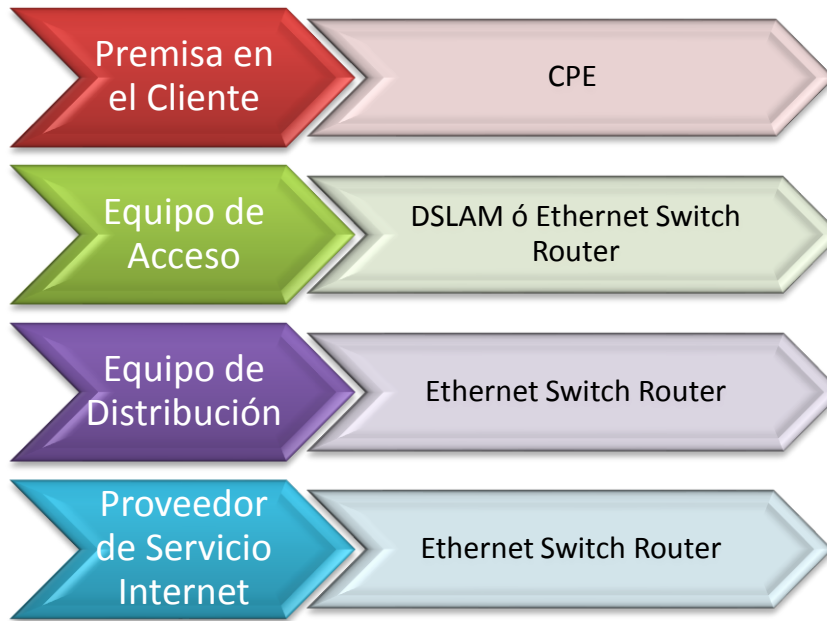 Premisa en
el Cliente
CPE
Equipo de
Acceso
DSLAM ó Ethernet Switch
Router
Equipo de
Distribución
Ethernet Switch Router
Proveedor
de Servicio
Internet
Ethernet Switch Router